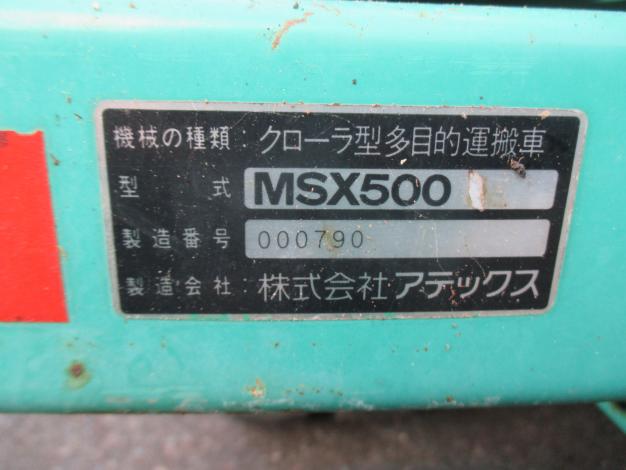 機械の種類：クローラ型多目的運搬車
型　式 MSX500
製造番号 000790
製造会社：株式会社アテックス